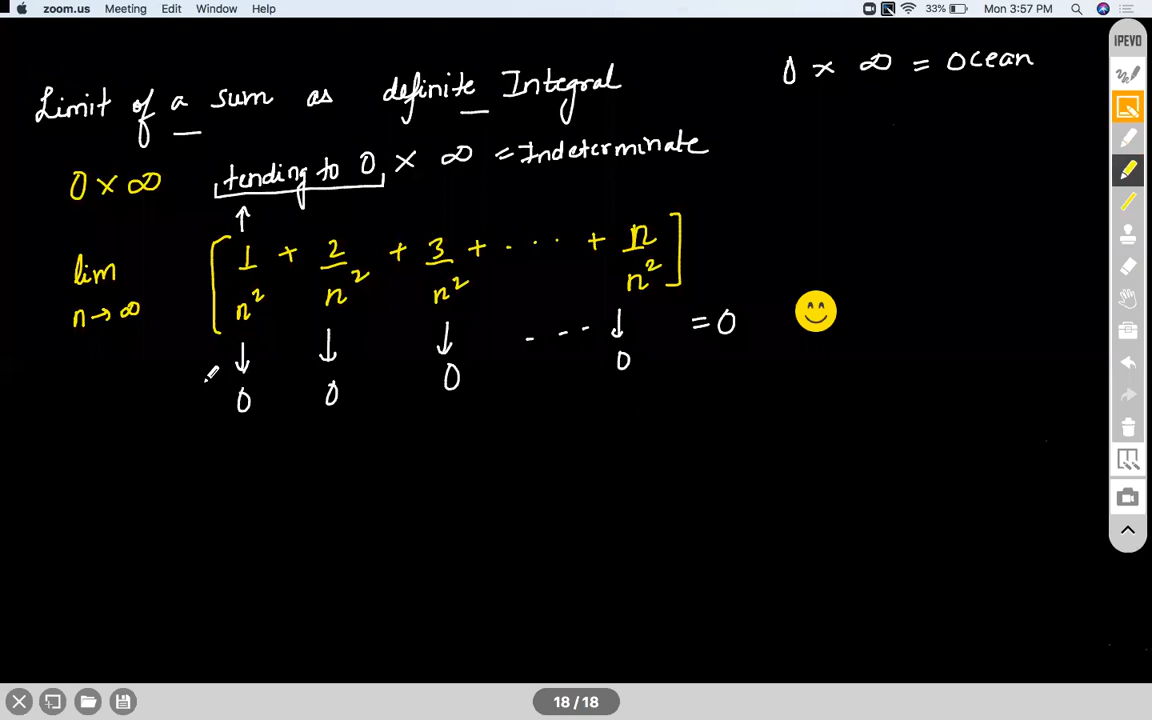 zoom.us Meeting Edit Window Help 33% Mon 3:57 PM
IPEVO
0 × ∞ = Ocean
Limit of a sum as definite Integral
tending to 0 × ∞ = Indeterminate
0 × ∞
lim n→∞ [ 1/n² + 2/n² + 3/n² + .... + n/n² ]
↓ ↓ ↓ ... ↓ = 0
0 0 0 0
18 / 18